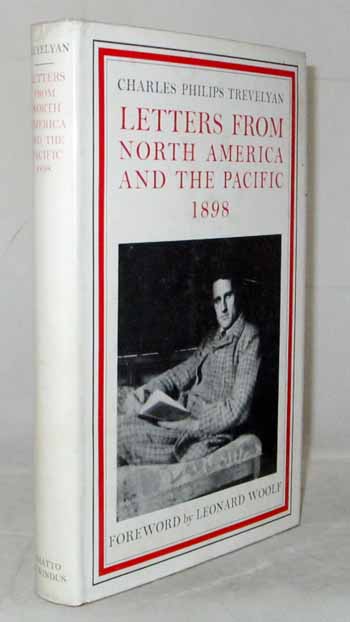 TREVELYAN
LETTERS
FROM
NORTH
AMERICA
AND THE
PACIFIC
1898
CHATTO
& WINDUS
CHARLES PHILIPS TREVELYAN
LETTERS FROM
NORTH AMERICA
AND THE PACIFIC
1898
FOREWORD by LEONARD WOOLF